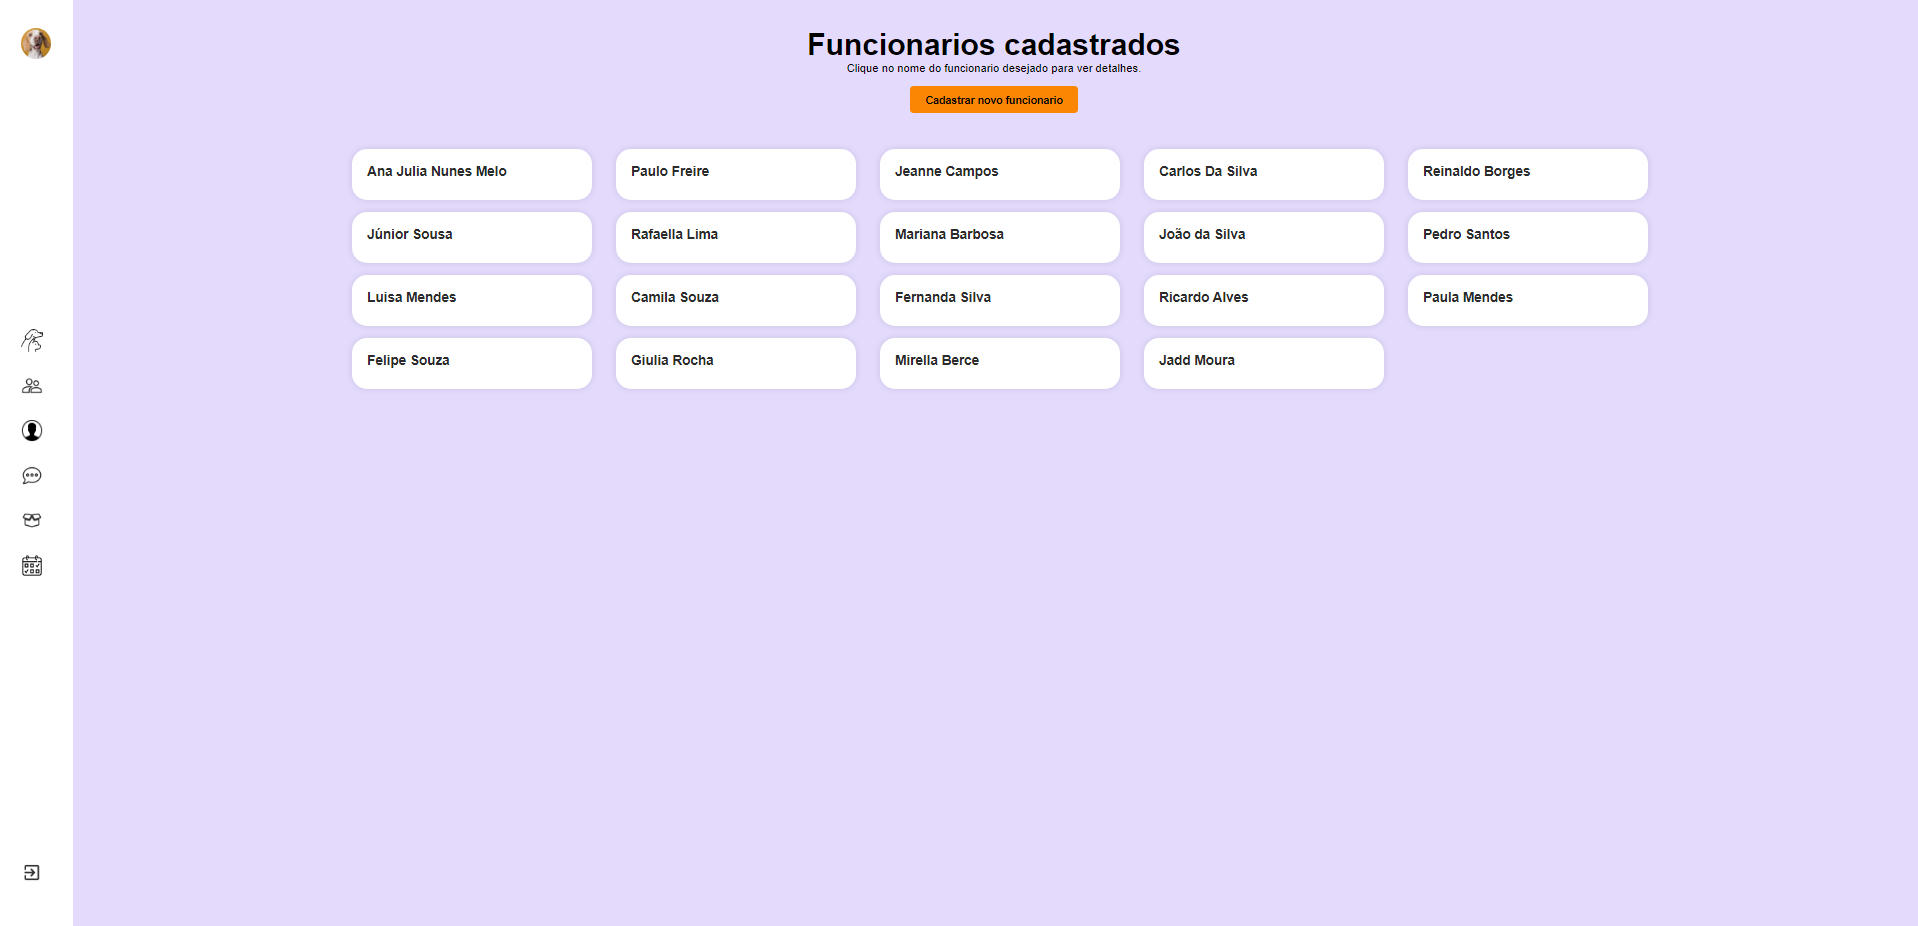 Funcionarios cadastrados
Clique no nome do funcionario desejado para ver detalhes.
Cadastrar novo funcionario
Ana Julia Nunes Melo
Paulo Freire
Jeanne Campos
Carlos Da Silva
Reinaldo Borges
Júnior Sousa
Rafaella Lima
Mariana Barbosa
João da Silva
Pedro Santos
Luisa Mendes
Camila Souza
Fernanda Silva
Ricardo Alves
Paula Mendes
Felipe Souza
Giulia Rocha
Mirella Berce
Jadd Moura